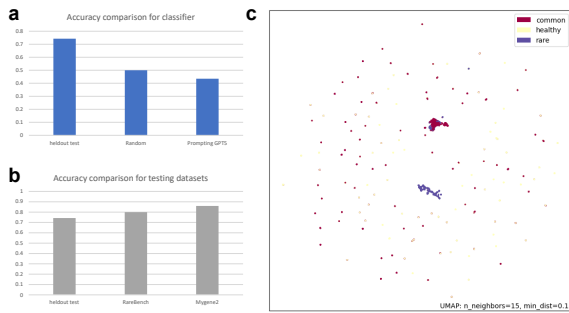 a
Accuracy comparison for classifier
0.8
0.7
0.6
0.5
0.4
0.3
0.2
0.1
0
heldout test Random Prompting GPTS
b
Accuracy comparison for testing datasets
1
0.9
0.8
0.7
0.6
0.5
0.4
0.3
0.2
0.1
0
heldout test RareBench Mygene2
c
common
healthy
rare
UMAP: n_neighbors=15, min_dist=0.1